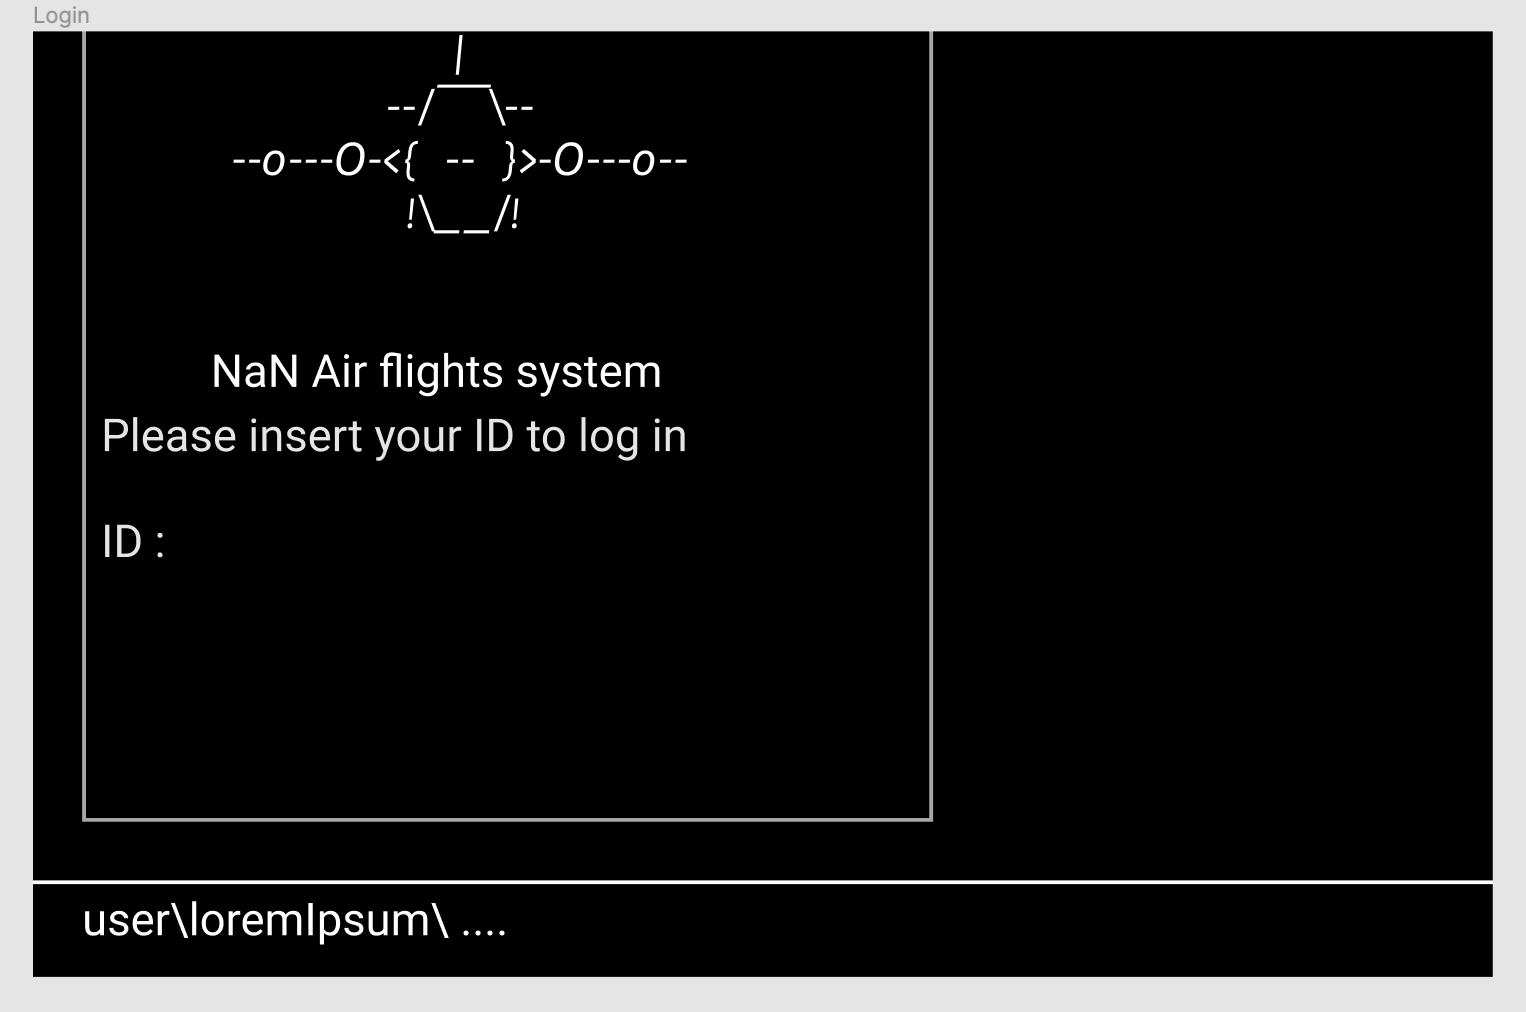 Login
/
--/‾‾\--
--o---O-<{ -- }>-O---o--
!\__/!
NaN Air flights system
Please insert your ID to log in
ID :
user\loremIpsum\ ....